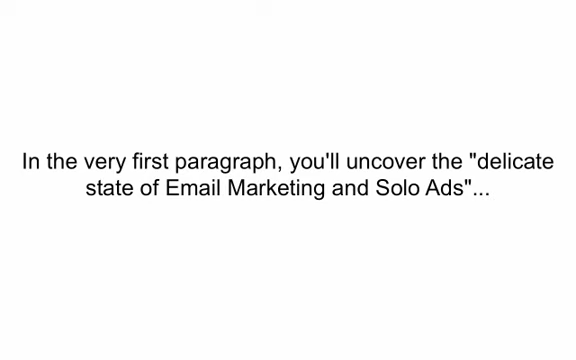 In the very first paragraph, you'll uncover the "delicate
state of Email Marketing and Solo Ads"...